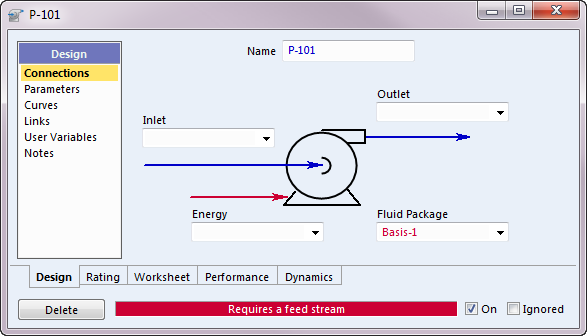 P-101
Design
Connections
Parameters
Curves
Links
User Variables
Notes
Name P-101
Outlet
Inlet
Energy
Fluid Package
Basis-1
Design Rating Worksheet Performance Dynamics
Delete Requires a feed stream On Ignored